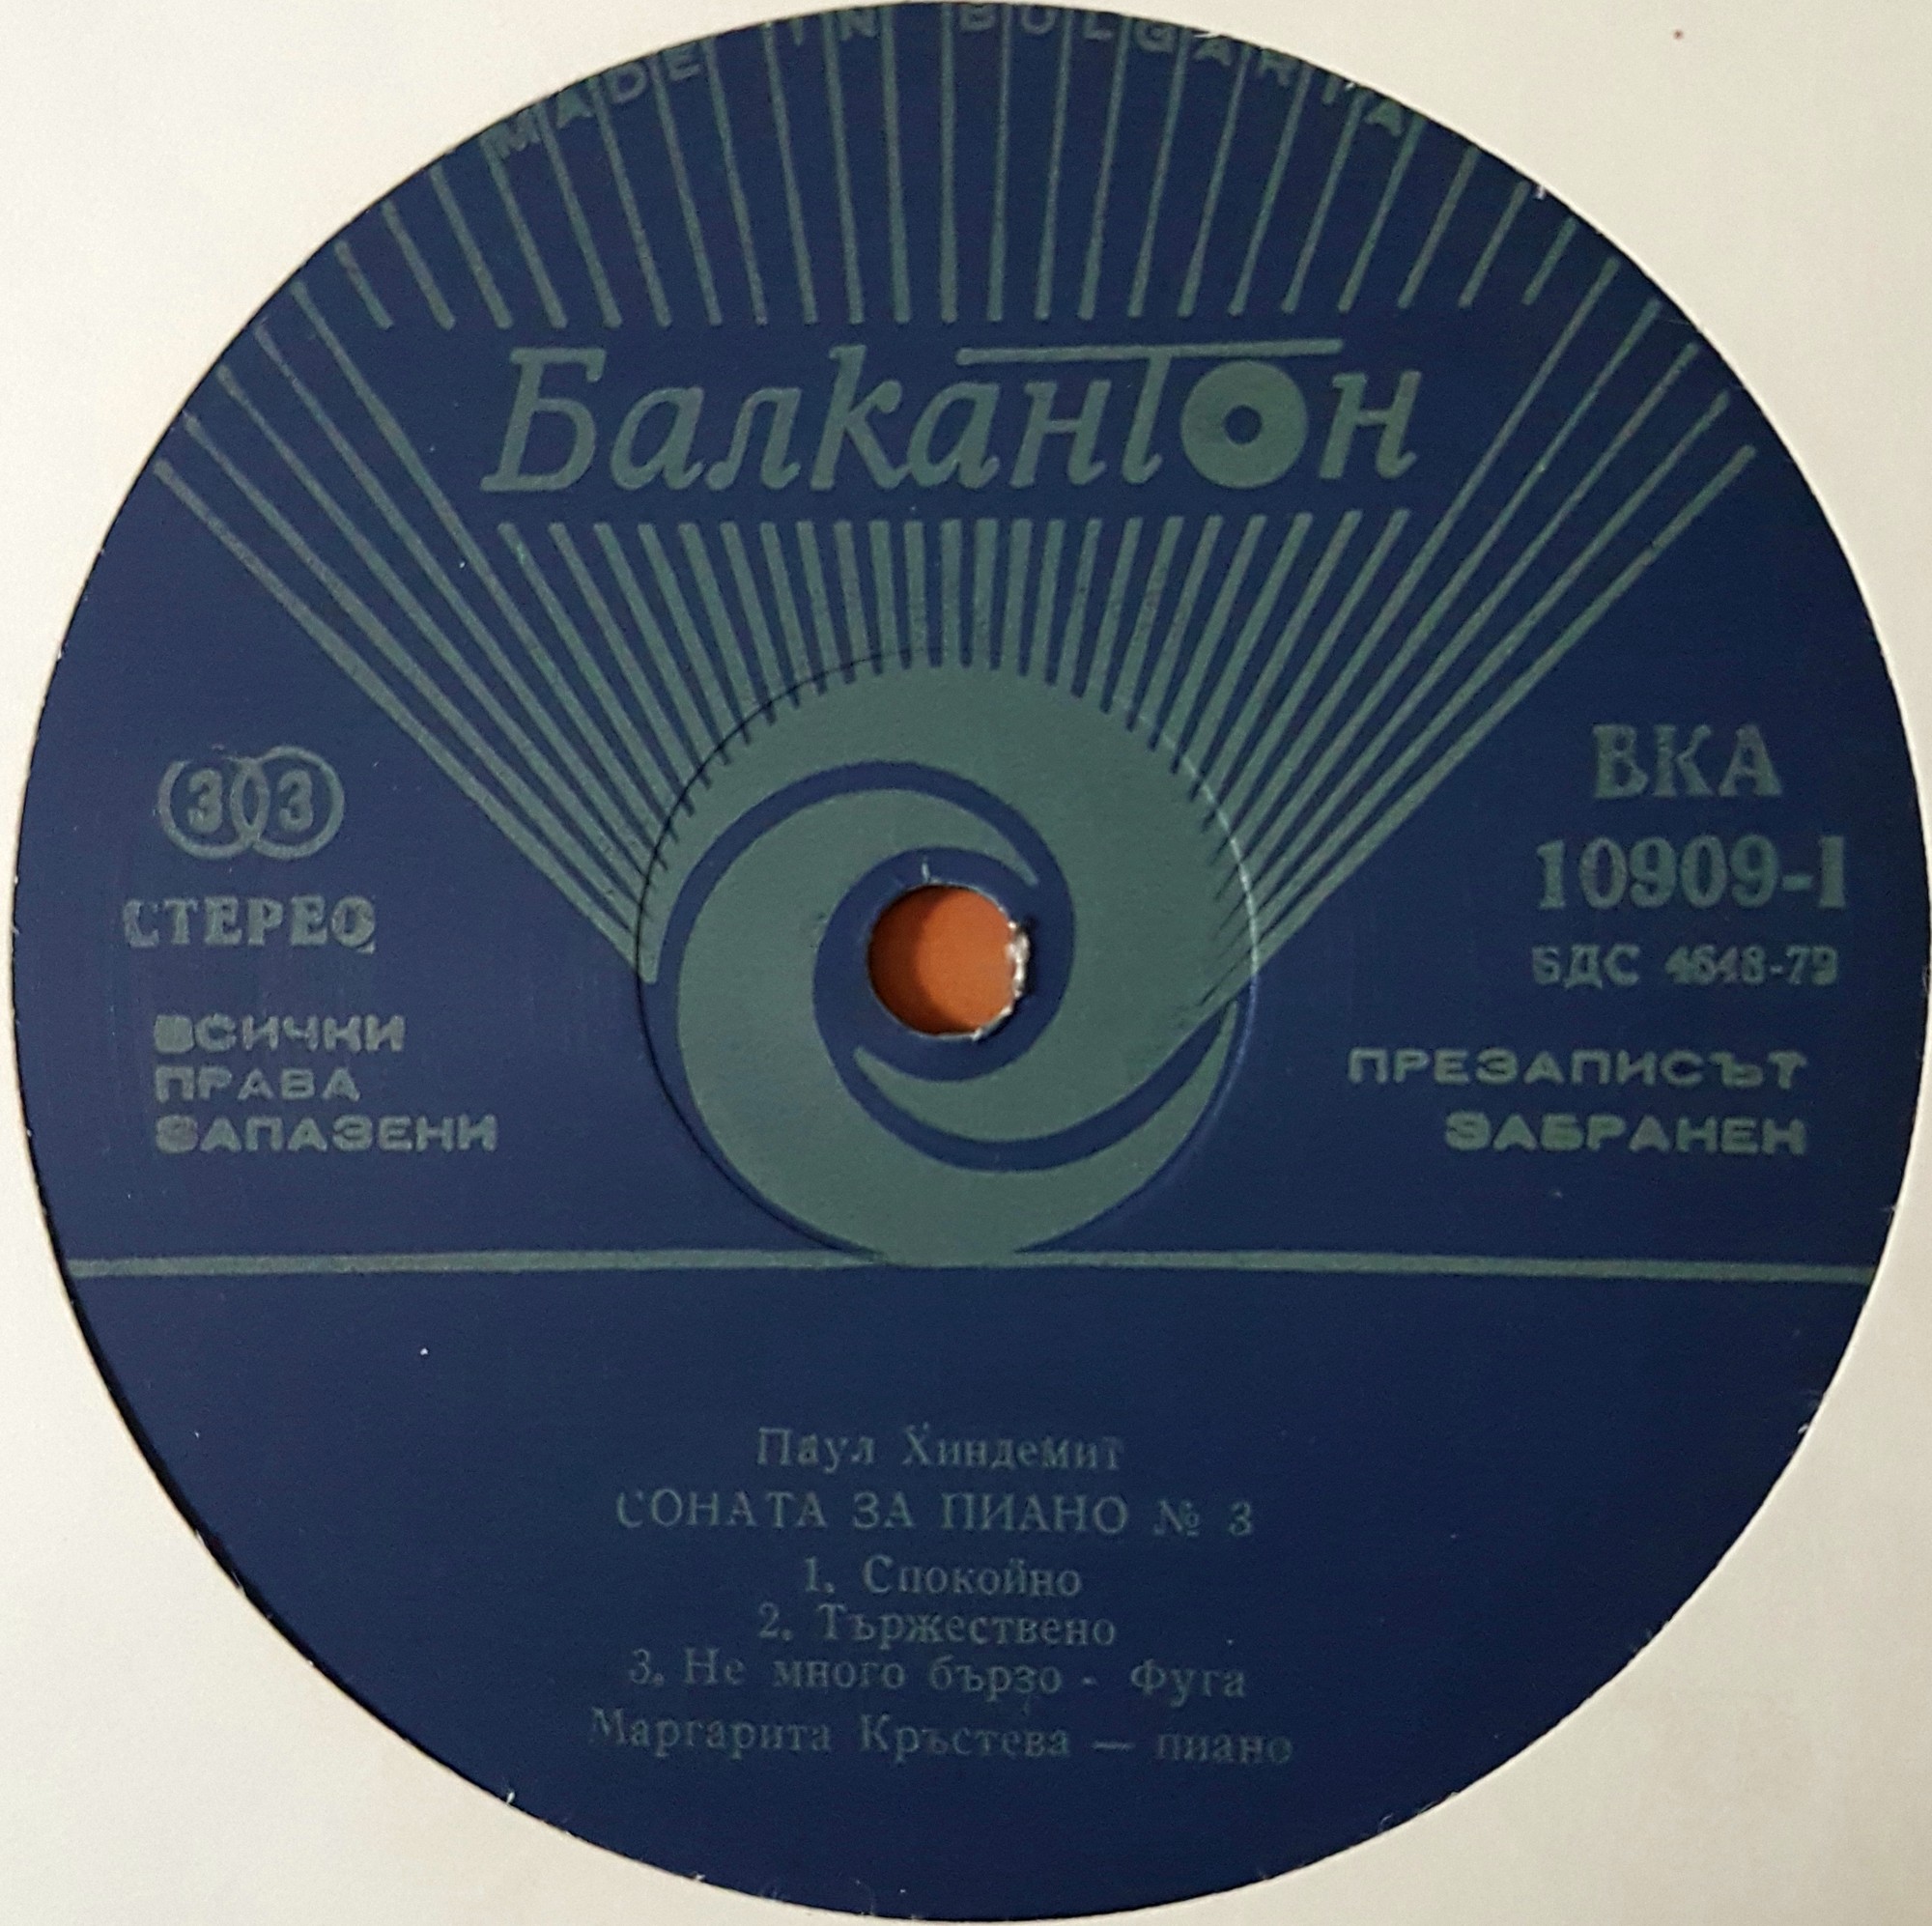 MADE IN BULGARIA
Балкантон
33
СТЕРЕО
ВСИЧКИ
ПРАВА
ЗАПАЗЕНИ
ВКА
10909-I
БДС 4648-79
ПРЕЗАПИСЪТ
ЗАБРАНЕН
Паул Хиндемит
СОНАТА ЗА ПИАНО № 3
1. Спокойно
2. Тържествено
3. Не много бързо - Фуга
Маргарита Кръстева — пиано